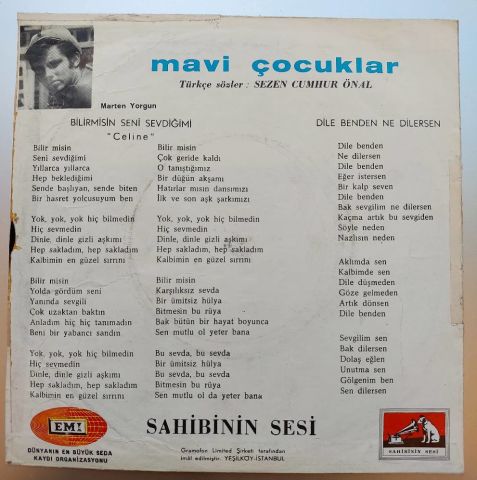 mavi çocuklar
Türkçe sözler : SEZEN CUMHUR ÖNAL
Marten Yorgun
BİLİRMİSİN SENİ SEVDİĞİMİ
"Celine"
Bilir misin
Seni sevdiğimi
Yıllarca yıllarca
Hep beklediğimi
Sende başlıyan, sende biten
Bir hasret yolcusuyum ben
Yok, yok, yok hiç bilmedin
Hiç sevmedin
Dinle, dinle gizli aşkımı
Hep sakladım, hep sakladım
Kalbimin en güzel sırrını
Bilir misin
Yolda gördüm seni
Yanında sevgili
Çok uzaktan baktın
Anladım hiç hiç tanımadın
Beni bir yabancı sandın
Yok, yok, yok hiç bilmedin
Hiç sevmedin
Dinle, dinle gizli aşkımı
Hep sakladım, hep sakladım
Kalbimin en güzel sırrını
Bilir misin
Çok geride kaldı
O tanıştığımız
Bir düğün akşamı
Hatırlar mısın dansımızı
İlk ve son aşk şarkımızı
Yok, yok, yok hiç bilmedin
Hiç sevmedin
Dinle, dinle gizli aşkımı
Hep sakladım, hep sakladım
Kalbimin en güzel sırrını
Bilir misin
Karşılıksız sevda
Bir ümitsiz hülya
Bitmesin bu rüya
Bak bütün bir hayat boyunca
Sen mutlu ol yeter bana
Bu sevda, bu sevda
Bir ümitsiz hülya
Bu sevda, bu sevda
Bitmesin bu rüya
Sen mutlu ol da yeter bana
DİLE BENDEN NE DİLERSEN
Dile benden
Ne dilersen
Dile benden
Eğer istersen
Bir kalp seven
Dile benden
Bak sevgilim ne dilersen
Kaçma artık bu sevgiden
Söyle neden
Nazlısın neden
Aklımda sen
Kalbimde sen
Dile düşmeden
Göze gelmeden
Artık dönsen
Dile benden
Sevgilim sen
Bak dilersen
Dolaş eğlen
Unutma sen
Gölgenim ben
Sen dilersen
EMI
DÜNYANIN EN BÜYÜK SEDA
KAYDI ORGANİZASYONU
SAHİBİNİN SESİ
Gramofon Limited Şirketi tarafından
imâl edilmiştir. YEŞİLKÖY-İSTANBUL
SAHİBİNİN SESİ